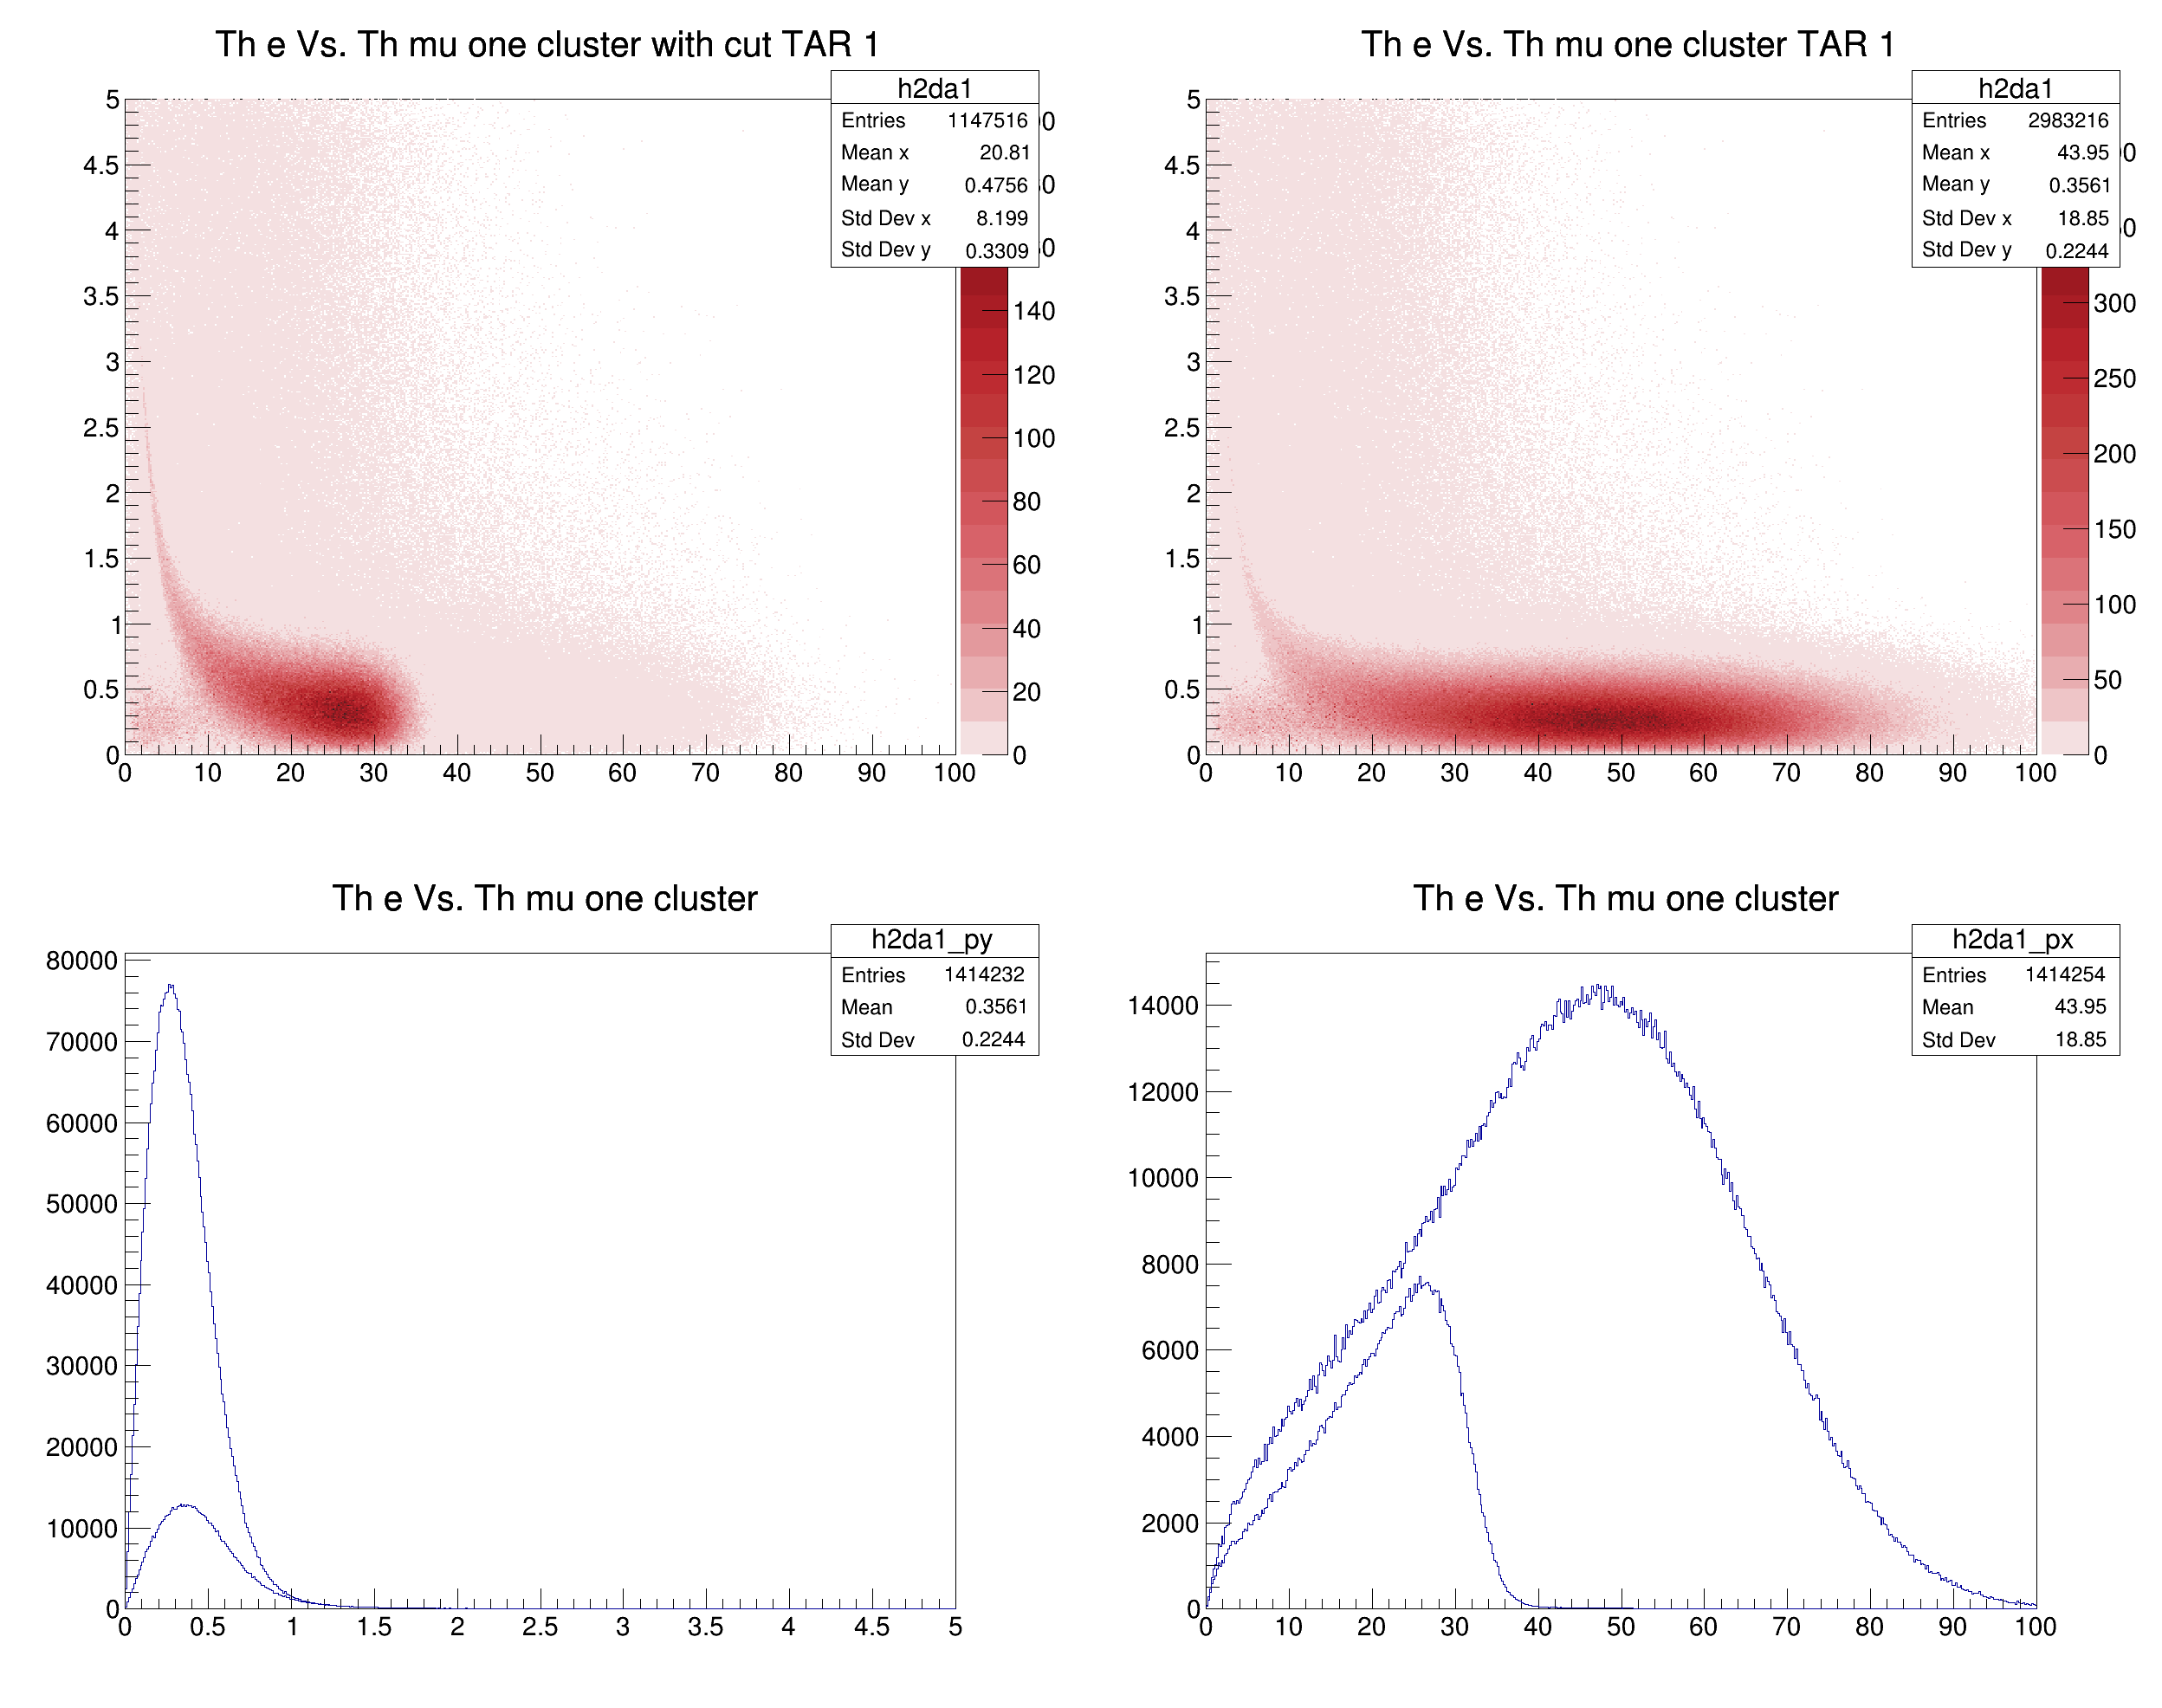 Th e Vs. Th mu one cluster with cut TAR 1
h2da1
Entries 1147516
Mean x 20.81
Mean y 0.4756
Std Dev x 8.199
Std Dev y 0.3309
5
4.5
4
3.5
3
2.5
2
1.5
1
0.5
0
0 10 20 30 40 50 60 70 80 90 100
140
120
100
80
60
40
20
0
Th e Vs. Th mu one cluster TAR 1
h2da1
Entries 2983216
Mean x 43.95
Mean y 0.3561
Std Dev x 18.85
Std Dev y 0.2244
5
4.5
4
3.5
3
2.5
2
1.5
1
0.5
0
0 10 20 30 40 50 60 70 80 90 100
300
250
200
150
100
50
0
Th e Vs. Th mu one cluster
h2da1_py
Entries 1414232
Mean 0.3561
Std Dev 0.2244
80000
70000
60000
50000
40000
30000
20000
10000
0
0 0.5 1 1.5 2 2.5 3 3.5 4 4.5 5
Th e Vs. Th mu one cluster
h2da1_px
Entries 1414254
Mean 43.95
Std Dev 18.85
14000
12000
10000
8000
6000
4000
2000
0
0 10 20 30 40 50 60 70 80 90 100